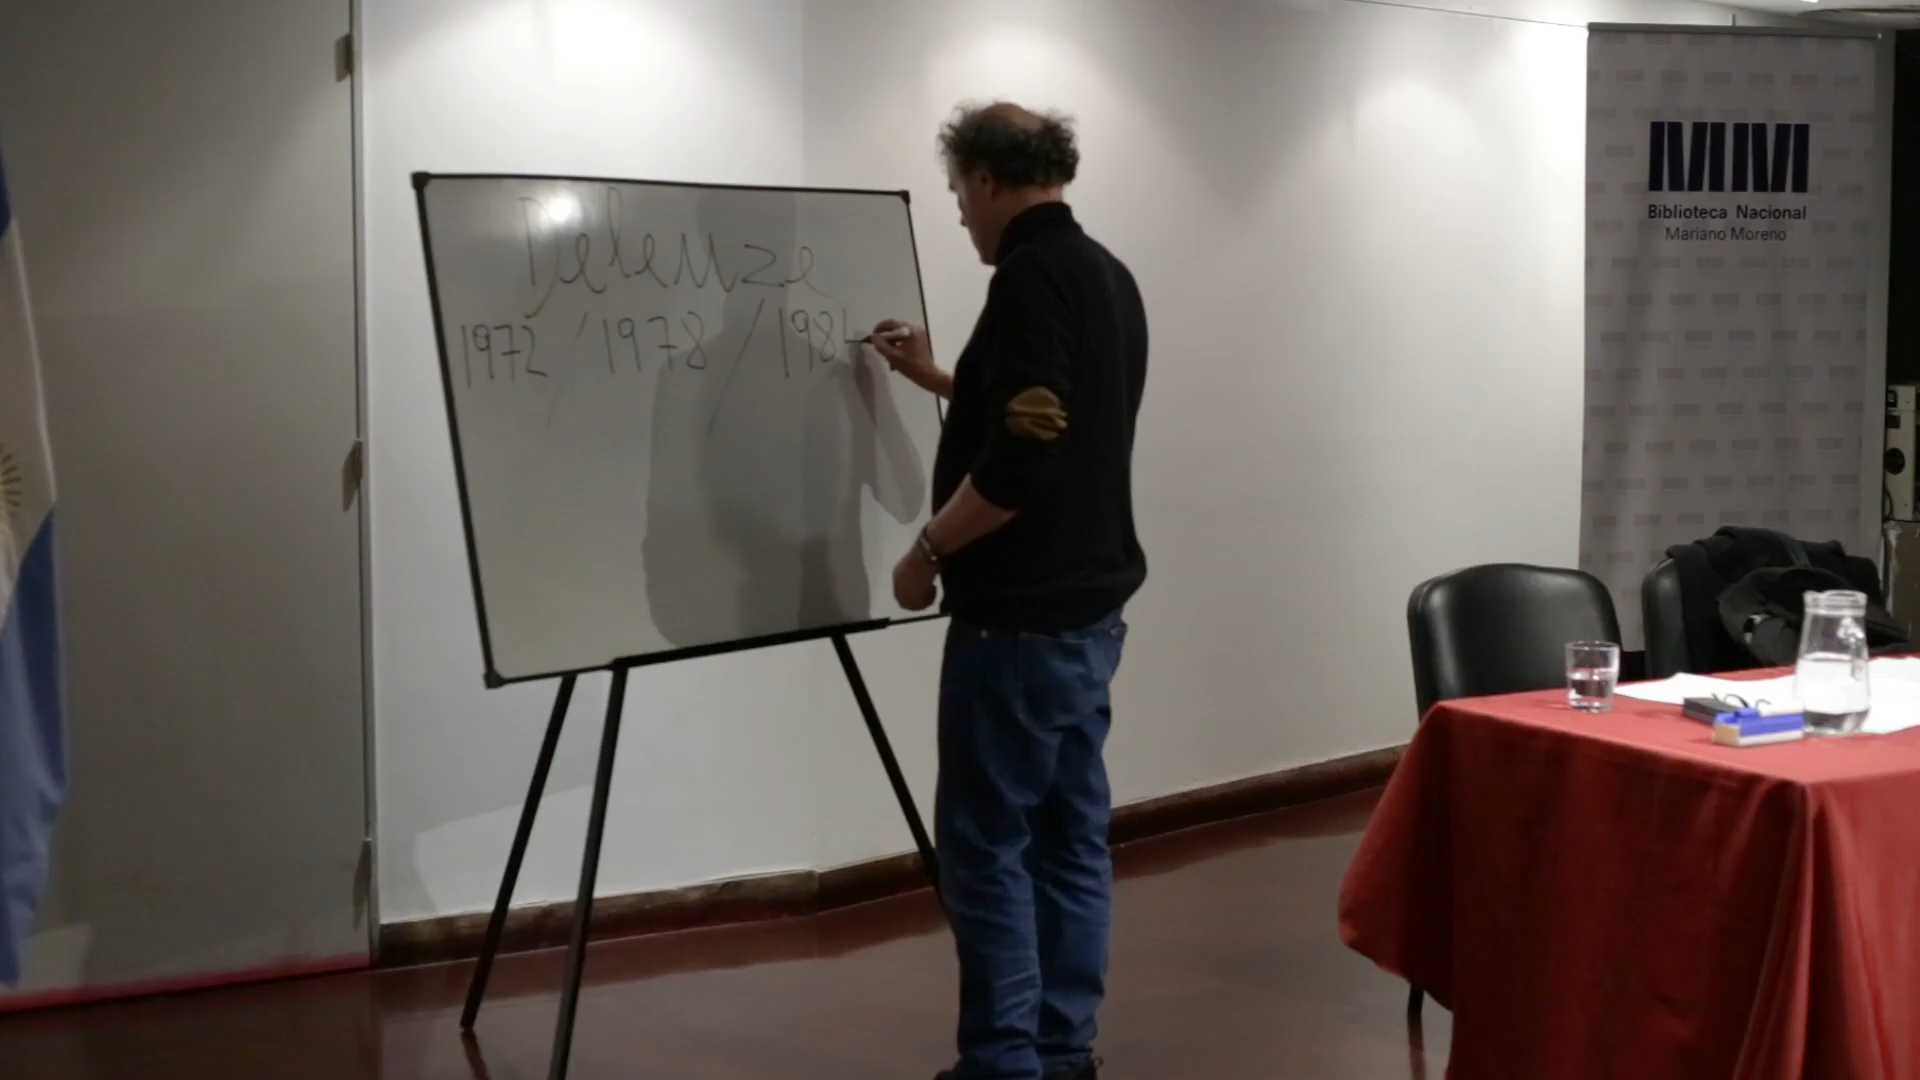 Deleuze
1972 / 1978 / 198
Biblioteca Nacional
Mariano Moreno